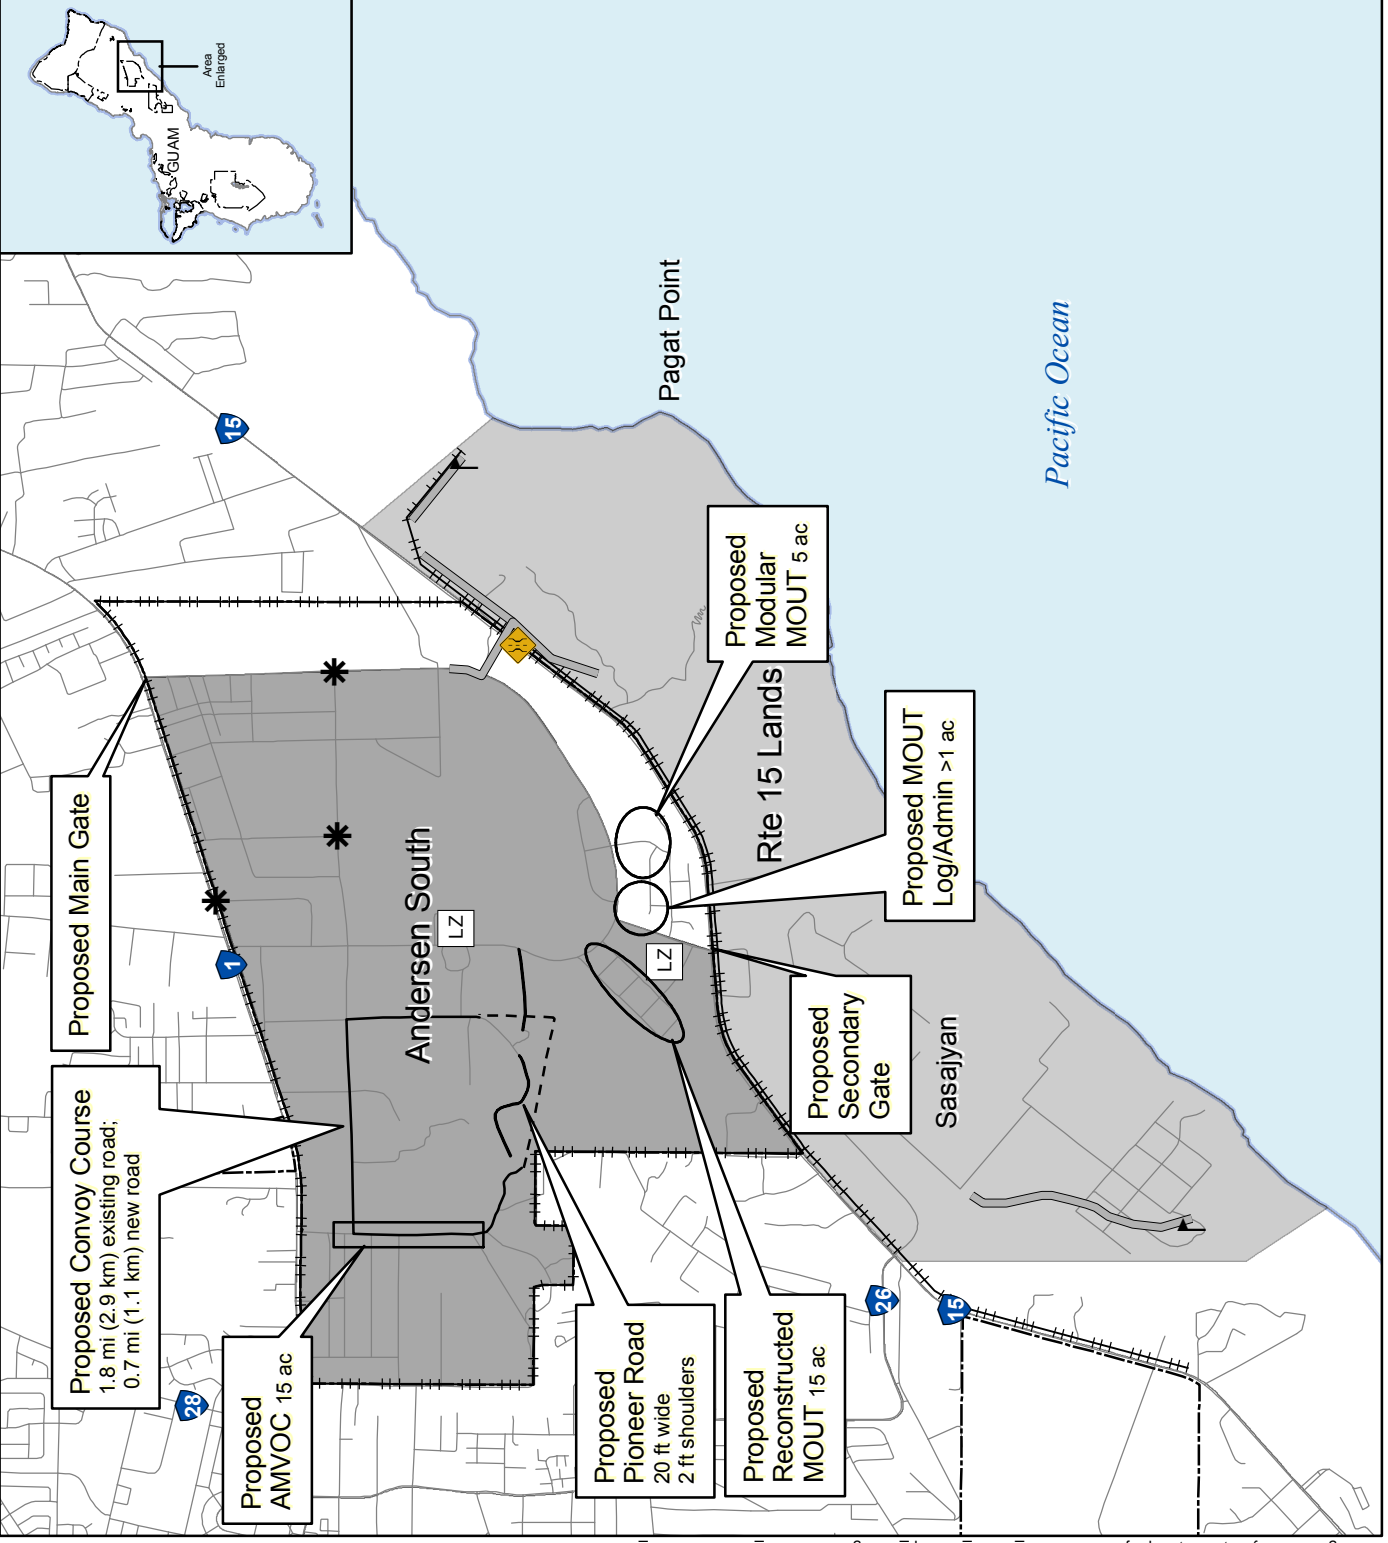 Area
Enlarged
GUAM
15
Pagat Point
Pacific Ocean
Proposed Main Gate
1
Andersen South
LZ
LZ
Proposed
Modular
MOUT 5 ac
Rte 15 Lands
Proposed MOUT
Log/Admin >1 ac
Proposed
Secondary
Gate
Sasajyan
Proposed Convoy Course
1.8 mi (2.9 km) existing road;
0.7 mi (1.1 km) new road
28
Proposed
AMVOC 15 ac
Proposed
Pioneer Road
20 ft wide
2 ft shoulders
Proposed
Reconstructed
MOUT 15 ac
26
15